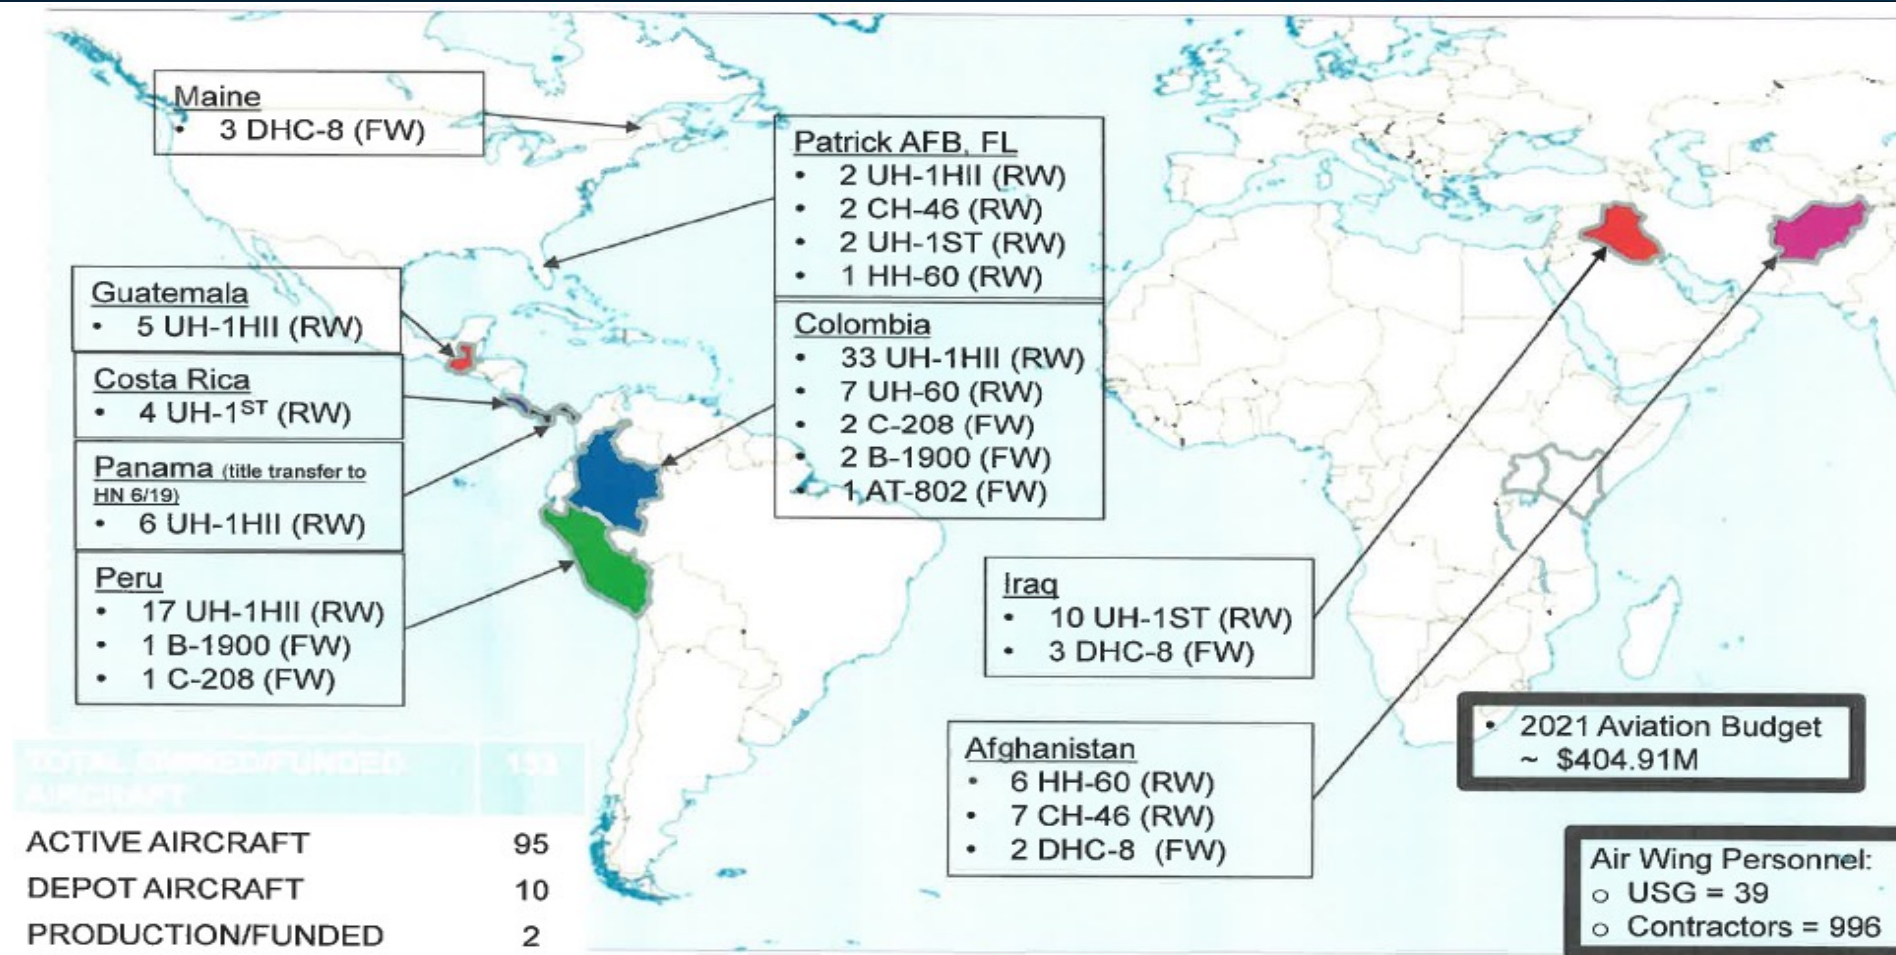 Maine
• 3 DHC-8 (FW)
Patrick AFB, FL
• 2 UH-1HII (RW)
• 2 CH-46 (RW)
• 2 UH-1ST (RW)
• 1 HH-60 (RW)
Guatemala
• 5 UH-1HII (RW)
Costa Rica
• 4 UH-1ST (RW)
Panama (title transfer to
HN 6/19)
• 6 UH-1HII (RW)
Peru
• 17 UH-1HII (RW)
• 1 B-1900 (FW)
• 1 C-208 (FW)
Colombia
• 33 UH-1HII (RW)
• 7 UH-60 (RW)
• 2 C-208 (FW)
• 2 B-1900 (FW)
• 1 AT-802 (FW)
Iraq
• 10 UH-1ST (RW)
• 3 DHC-8 (FW)
Afghanistan
• 6 HH-60 (RW)
• 7 CH-46 (RW)
• 2 DHC-8 (FW)
• 2021 Aviation Budget
~ $404.91M
Air Wing Personnel:
o USG = 39
o Contractors = 996
TOTAL OWNED/FUNDED
AIRCRAFT
ACTIVE AIRCRAFT 95
DEPOT AIRCRAFT 10
PRODUCTION/FUNDED 2